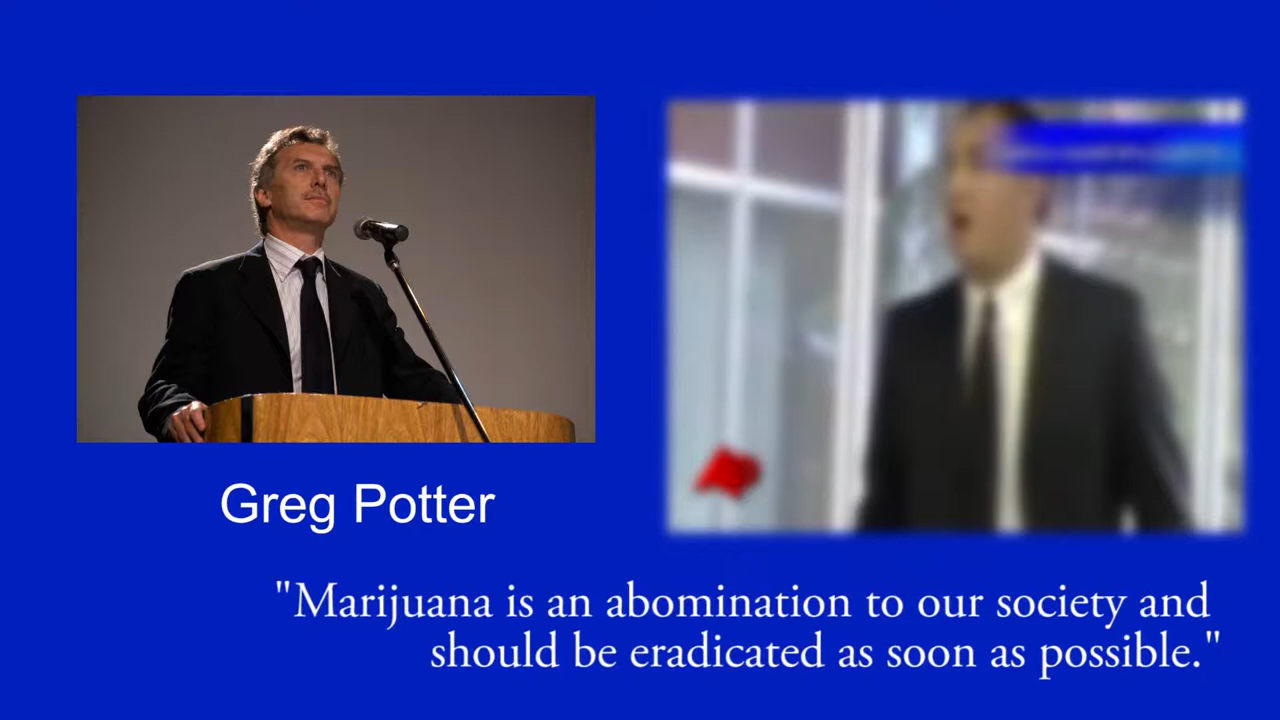 Greg Potter
"Marijuana is an abomination to our society and
should be eradicated as soon as possible."